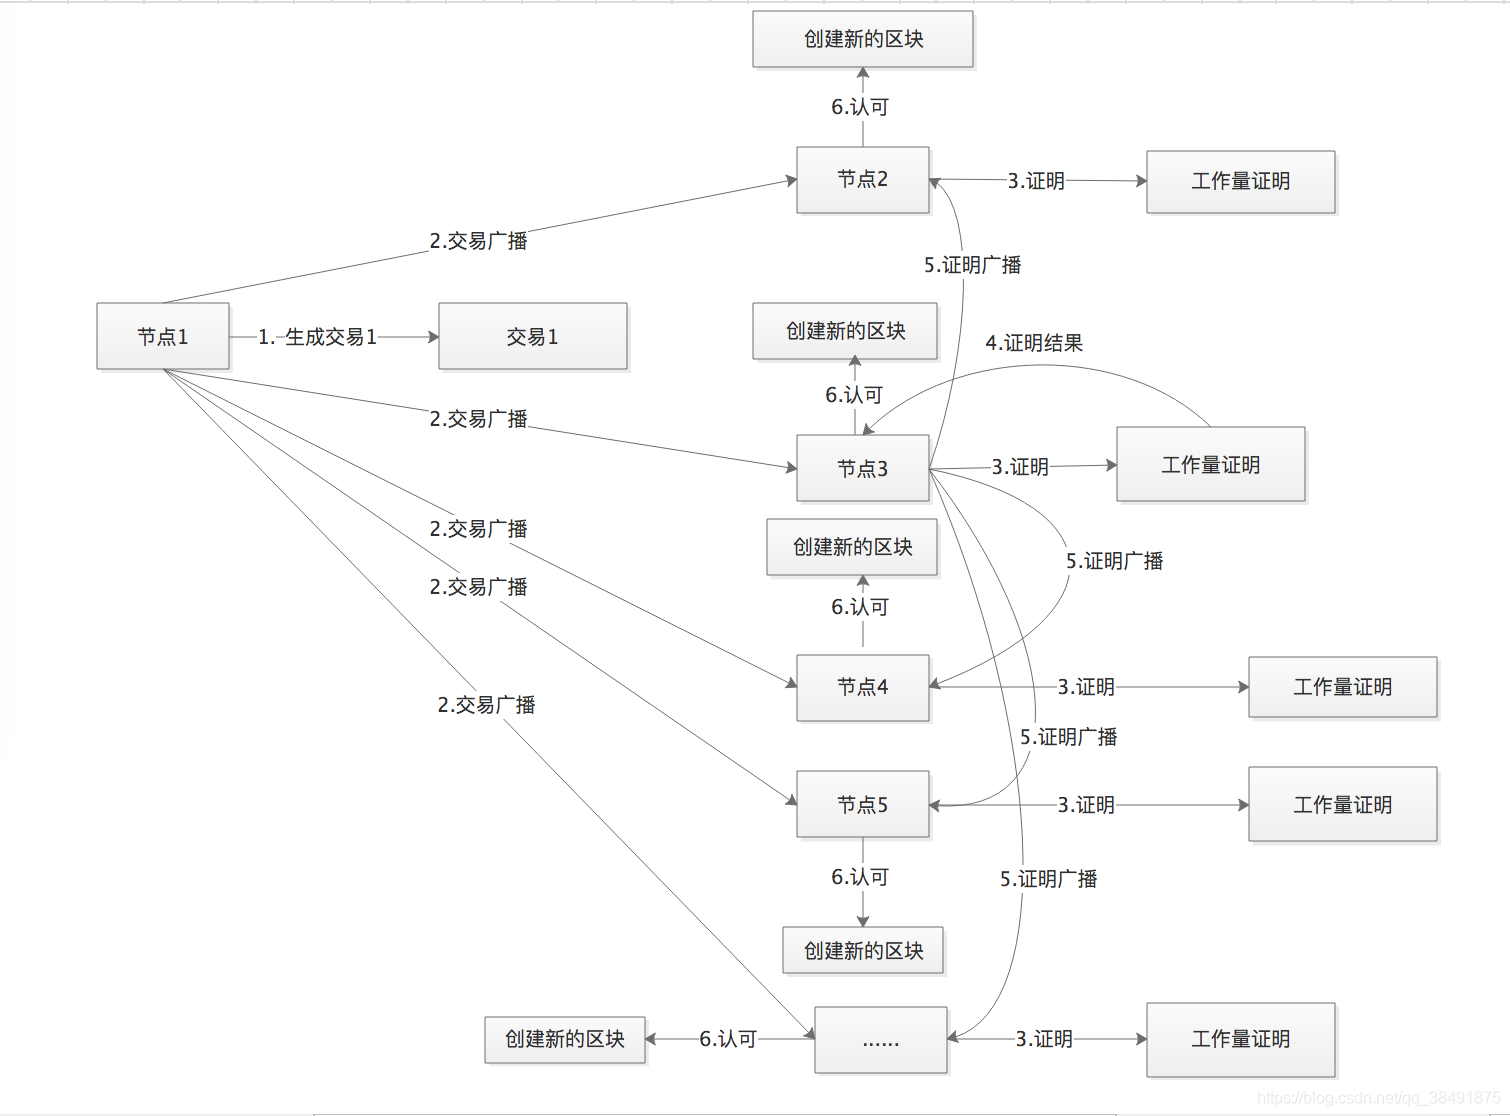 创建新的区块
6.认可
节点2
3.证明
工作量证明
2.交易广播
5.证明广播
节点1
1. 生成交易1
交易1
创建新的区块
4.证明结果
6.认可
2.交易广播
节点3
3.证明
工作量证明
2.交易广播
创建新的区块
5.证明广播
2.交易广播
6.认可
节点4
3.证明
工作量证明
2.交易广播
5.证明广播
节点5
3.证明
工作量证明
6.认可
5.证明广播
创建新的区块
创建新的区块
6.认可
......
3.证明
工作量证明
https://blog.csdn.net/qq_38491875